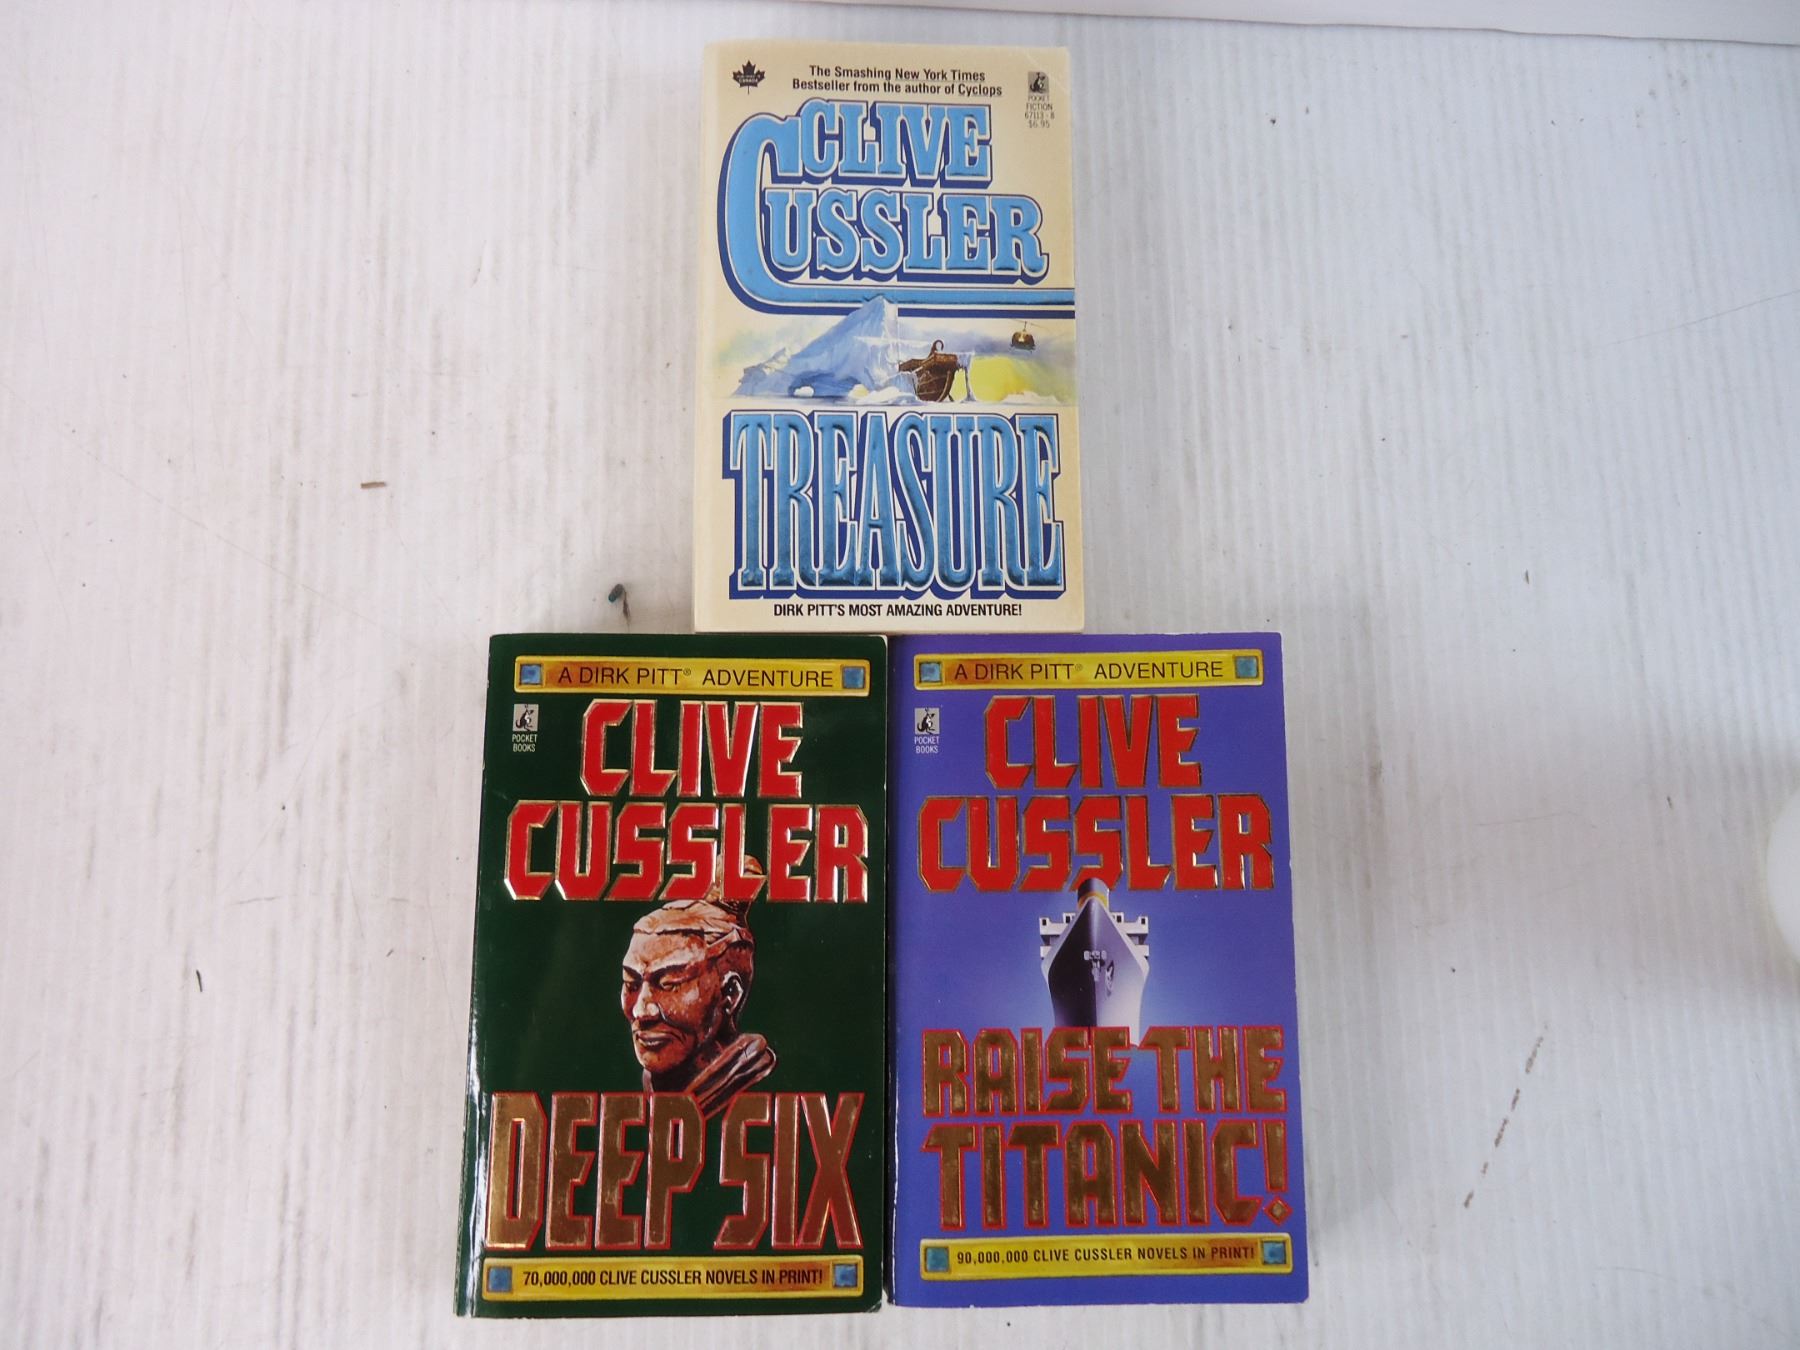 The Smashing New York Times
Bestseller from the author of Cyclops
POCKET
FICTION
67113-8
$6.95
CLIVE
CUSSLER
TREASURE
DIRK PITT'S MOST AMAZING ADVENTURE!
A DIRK PITT® ADVENTURE
POCKET
BOOKS
CLIVE
CUSSLER
DEEP SIX
70,000,000 CLIVE CUSSLER NOVELS IN PRINT!
A DIRK PITT® ADVENTURE
POCKET
BOOKS
CLIVE
CUSSLER
RAISE THE
TITANIC!
90,000,000 CLIVE CUSSLER NOVELS IN PRINT!